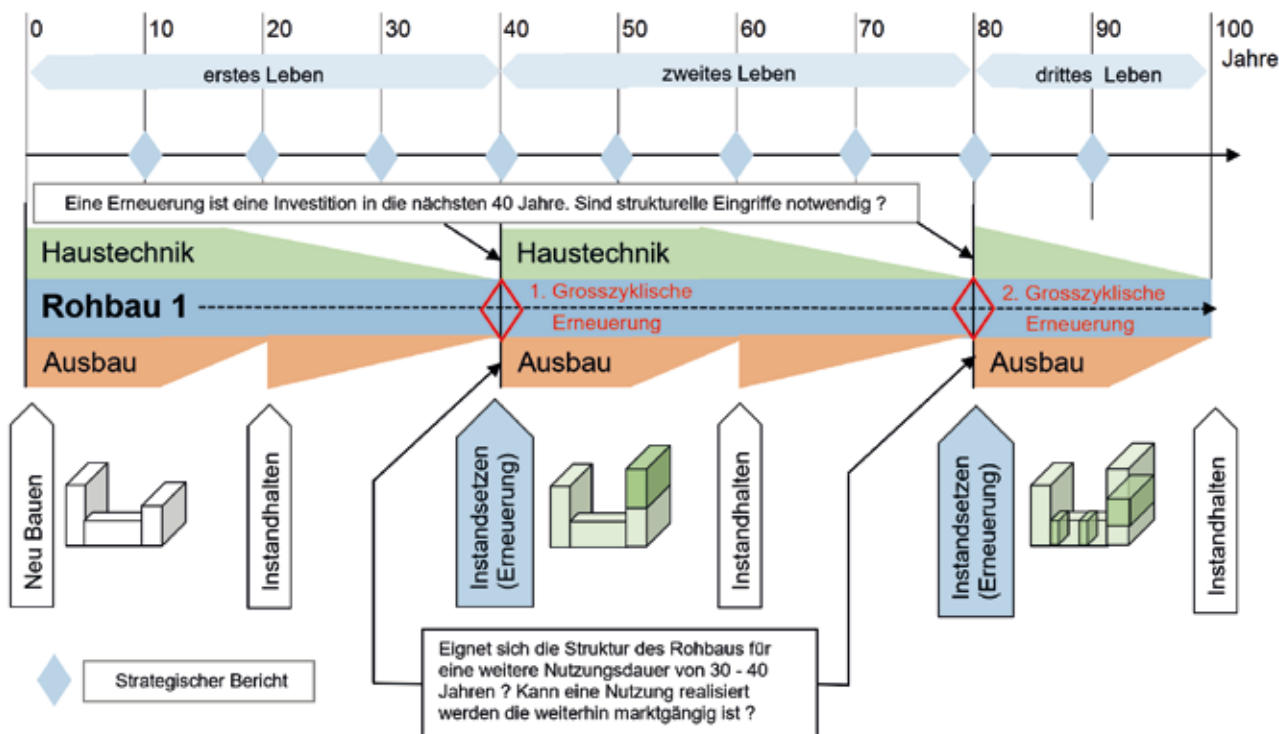 0 10 20 30 40 50 60 70 80 90 100
Jahre
erstes Leben zweites Leben drittes Leben
Eine Erneuerung ist eine Investition in die nächsten 40 Jahre. Sind strukturelle Eingriffe notwendig ?
Haustechnik Haustechnik
Rohbau 1
1. Grosszyklische
Erneuerung
2. Grosszyklische
Erneuerung
Ausbau Ausbau Ausbau
Neu Bauen
Instandhalten
Instandsetzen
(Erneuerung)
Instandhalten
Instandsetzen
(Erneuerung)
Instandhalten
Eignet sich die Struktur des Rohbaus für
eine weitere Nutzungsdauer von 30 - 40
Jahren ? Kann eine Nutzung realisiert
werden die weiterhin marktgängig ist ?
Strategischer Bericht